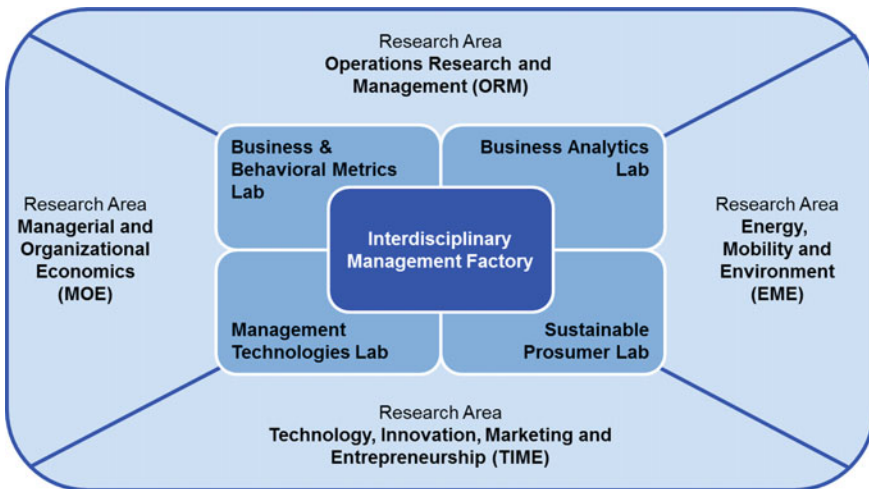 Research Area
Operations Research and
Management (ORM)
Business &
Behavioral Metrics
Lab
Business Analytics
Lab
Research Area
Managerial and
Organizational
Economics
(MOE)
Interdisciplinary
Management Factory
Research Area
Energy,
Mobility and
Environment
(EME)
Management
Technologies Lab
Sustainable
Prosumer Lab
Research Area
Technology, Innovation, Marketing and
Entrepreneurship (TIME)